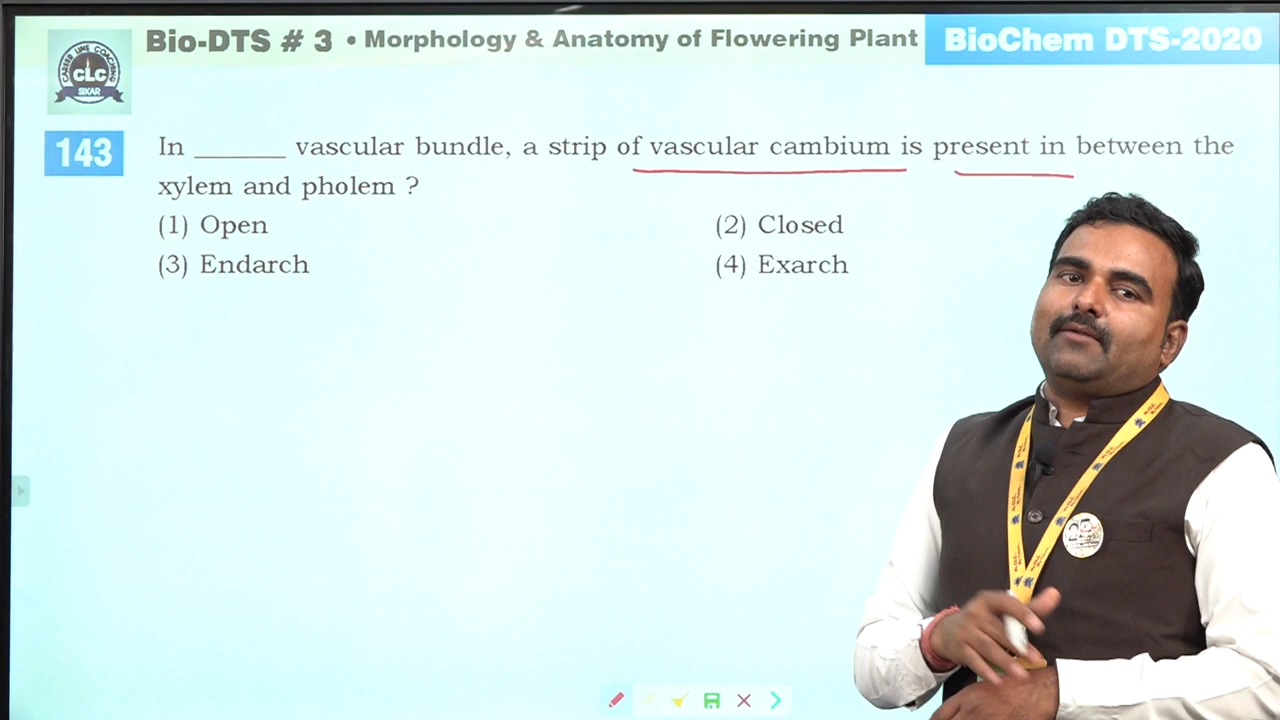 Bio-DTS # 3 • Morphology & Anatomy of Flowering Plant
BioChem DTS-2020
CAREER LINE COACHING
CLC
SIKAR
143
In _______ vascular bundle, a strip of vascular cambium is present in between the
xylem and pholem ?
(1) Open
(2) Closed
(3) Endarch
(4) Exarch